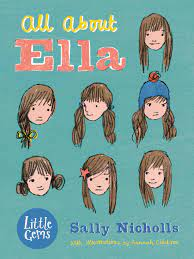 All About
Ella
Little
Gems
Sally Nicholls
With illustrations by Hannah Coulson